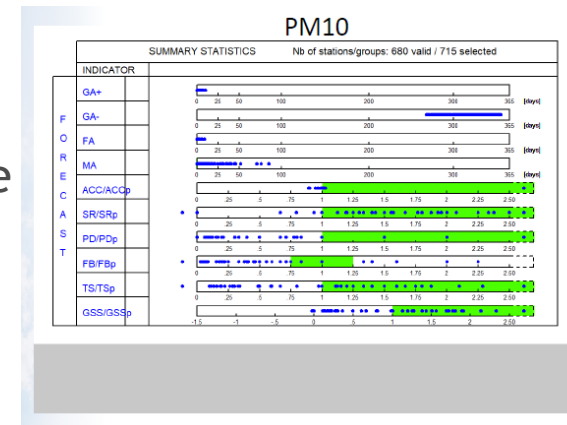 PM10
SUMMARY STATISTICS Nb of stations/groups: 680 valid / 715 selected
INDICATOR
FORECAST
GA+
0 25 50 100 200 300 365 [days]
GA-
0 25 50 100 200 300 365 [days]
FA
0 25 50 100 200 300 365 [days]
MA
0 25 50 100 200 300 365 [days]
e
ACC/ACCp
0 .25 .5 .75 1 1.25 1.5 1.75 2 2.25 2.50
SR/SRp
0 .25 .5 .75 1 1.25 1.5 1.75 2 2.25 2.50
PD/PDp
0 .25 .5 .75 1 1.25 1.5 1.75 2 2.25 2.50
FB/FBp
0 .25 .5 .75 1 1.25 1.5 1.75 2 2.25 2.50
TS/TSp
0 .25 .5 .75 1 1.25 1.5 1.75 2 2.25 2.50
GSS/GSSp
-1.5 -1 -.5 0 .5 1 1.5 2 2.50